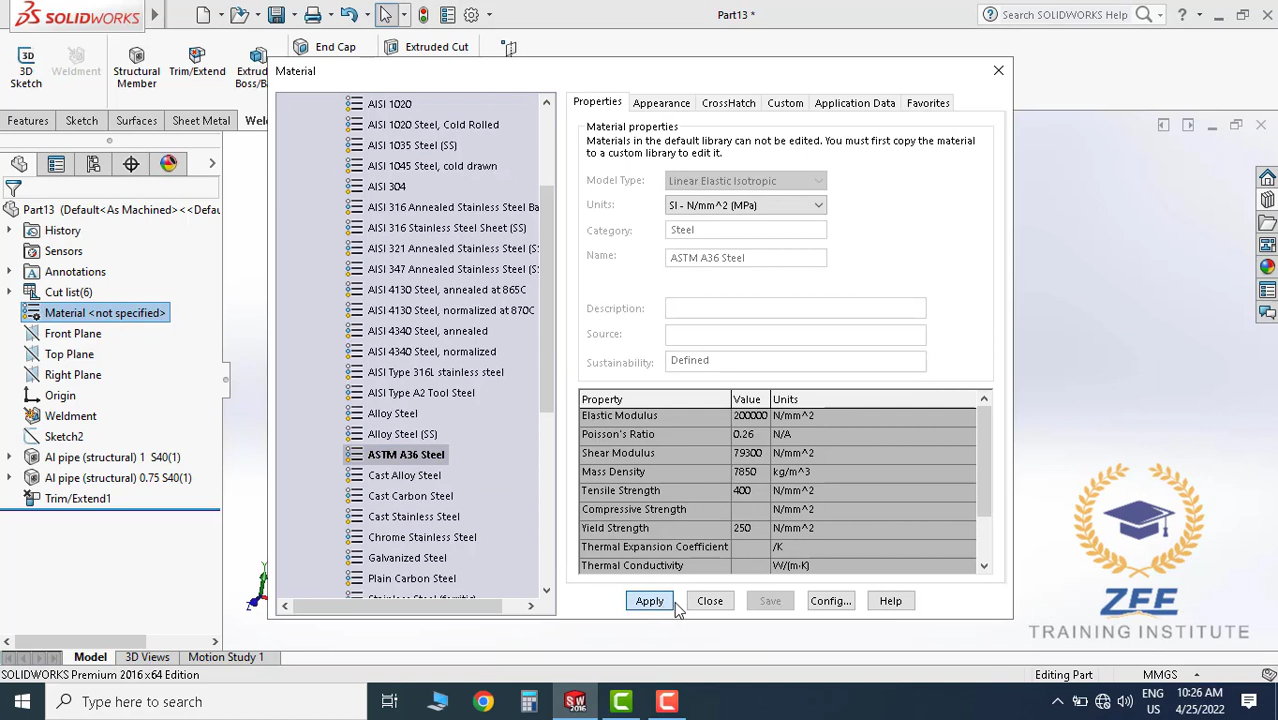 SOLIDWORKS
Part13 *
Search SOLIDWORKS Help
3D
Sketch
Weldment
Structural
Member
Trim/Extend
Extrud
Boss/Ba
End Cap
Extruded Cut
Features
Sketch
Surfaces
Sheet Metal
Wel
Part13 (Default<As Machined><<Defau
History
Sensors
Annotations
Cut list(6)
Material <not specified>
Front Plane
Top Plane
Right Plane
Origin
Weldment
Sketch2
AI pipe (structural) 1 S40(1)
AI pipe (structural) 0.75 S40(1)
Trim/Extend1
Material
AISI 1020
AISI 1020 Steel, Cold Rolled
AISI 1035 Steel (SS)
AISI 1045 Steel, cold drawn
AISI 304
AISI 316 Annealed Stainless Steel Ba
AISI 316 Stainless Steel Sheet (SS)
AISI 321 Annealed Stainless Steel (S
AISI 347 Annealed Stainless Steel (S
AISI 4130 Steel, annealed at 865C
AISI 4130 Steel, normalized at 870C
AISI 4340 Steel, annealed
AISI 4340 Steel, normalized
AISI Type 316L stainless steel
AISI Type A2 Tool Steel
Alloy Steel
Alloy Steel (SS)
ASTM A36 Steel
Cast Alloy Steel
Cast Carbon Steel
Cast Stainless Steel
Chrome Stainless Steel
Galvanized Steel
Plain Carbon Steel
Properties
Appearance
CrossHatch
Custom
Application Data
Favorites
Material properties
Materials in the default library can not be edited. You must first copy the material
to a custom library to edit it.
Model Type: Linear Elastic Isotropic
Units: SI - N/mm^2 (MPa)
Category: Steel
Name: ASTM A36 Steel
Description:
Source:
Sustainability: Defined
Property Value Units
Elastic Modulus 200000 N/mm^2
Poisson's Ratio 0.26 N/A
Shear Modulus 79300 N/mm^2
Mass Density 7850 kg/m^3
Tensile Strength 400 N/mm^2
Compressive Strength N/mm^2
Yield Strength 250 N/mm^2
Thermal Expansion Coefficient /K
Thermal Conductivity W/(m·K)
Apply
Close
Save
Config...
Help
ZEE
TRAINING INSTITUTE
Model
3D Views
Motion Study 1
SOLIDWORKS Premium 2016 x64 Edition
Editing Part
MMGS
Type here to search
SW
2016
ENG
US
10:26 AM
4/25/2022